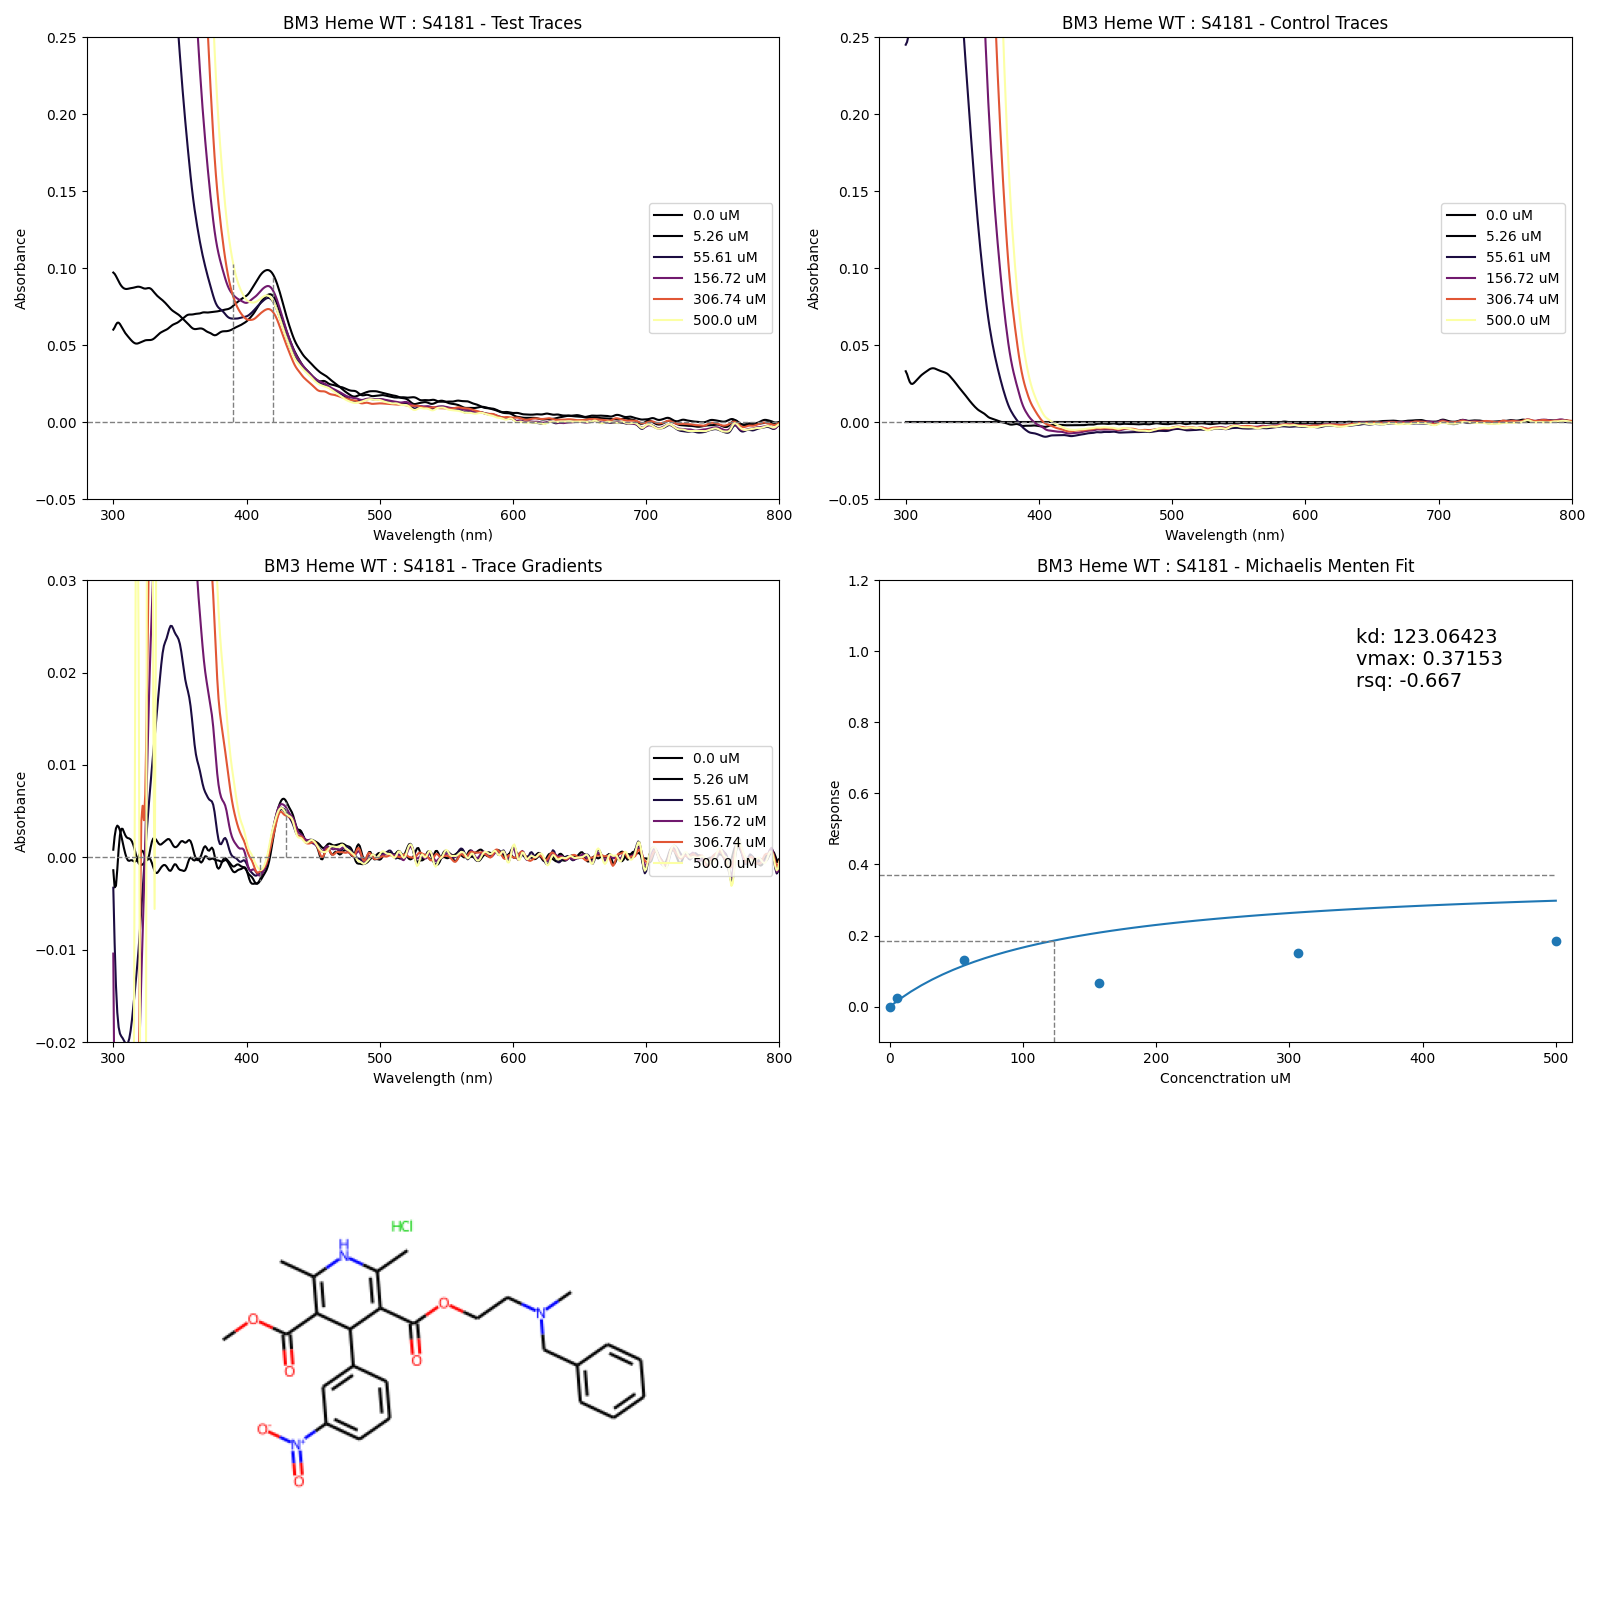 BM3 Heme WT : S4181 - Test Traces
0.25
0.20
0.15
0.10
0.05
0.00
−0.05
Absorbance
300 400 500 600 700 800
Wavelength (nm)
0.0 uM
5.26 uM
55.61 uM
156.72 uM
306.74 uM
500.0 uM
BM3 Heme WT : S4181 - Control Traces
0.25
0.20
0.15
0.10
0.05
0.00
−0.05
Absorbance
300 400 500 600 700 800
Wavelength (nm)
0.0 uM
5.26 uM
55.61 uM
156.72 uM
306.74 uM
500.0 uM
BM3 Heme WT : S4181 - Trace Gradients
0.03
0.02
0.01
0.00
−0.01
−0.02
Absorbance
300 400 500 600 700 800
Wavelength (nm)
0.0 uM
5.26 uM
55.61 uM
156.72 uM
306.74 uM
500.0 uM
BM3 Heme WT : S4181 - Michaelis Menten Fit
1.2
1.0
0.8
0.6
0.4
0.2
0.0
Response
kd: 123.06423
vmax: 0.37153
rsq: -0.667
0 100 200 300 400 500
Concenctration uM
HCl
H
N
O
O
O
O
N
O-
N+
O